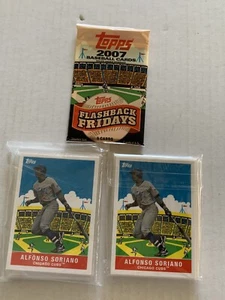 Topps
2007
BASEBALL CARDS
Topps
FLASHBACK
FRIDAYS
Topps
ALFONSO SORIANO
CHICAGO CUBS
Topps
ALFONSO SORIANO
CHICAGO CUBS